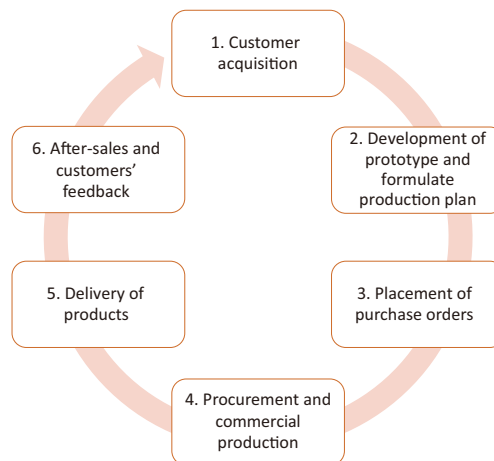 1. Customer
acquisition
2. Development of
prototype and
formulate
production plan
3. Placement of
purchase orders
4. Procurement and
commercial
production
5. Delivery of
products
6. After-sales and
customers’
feedback